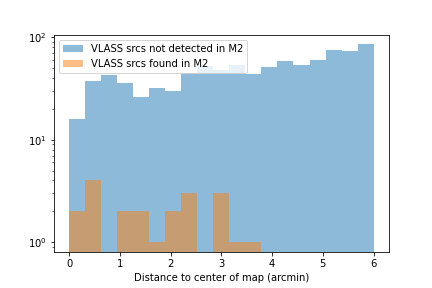 VLASS srcs not detected in M2
VLASS srcs found in M2
10²
10¹
10⁰
0 1 2 3 4 5 6
Distance to center of map (arcmin)